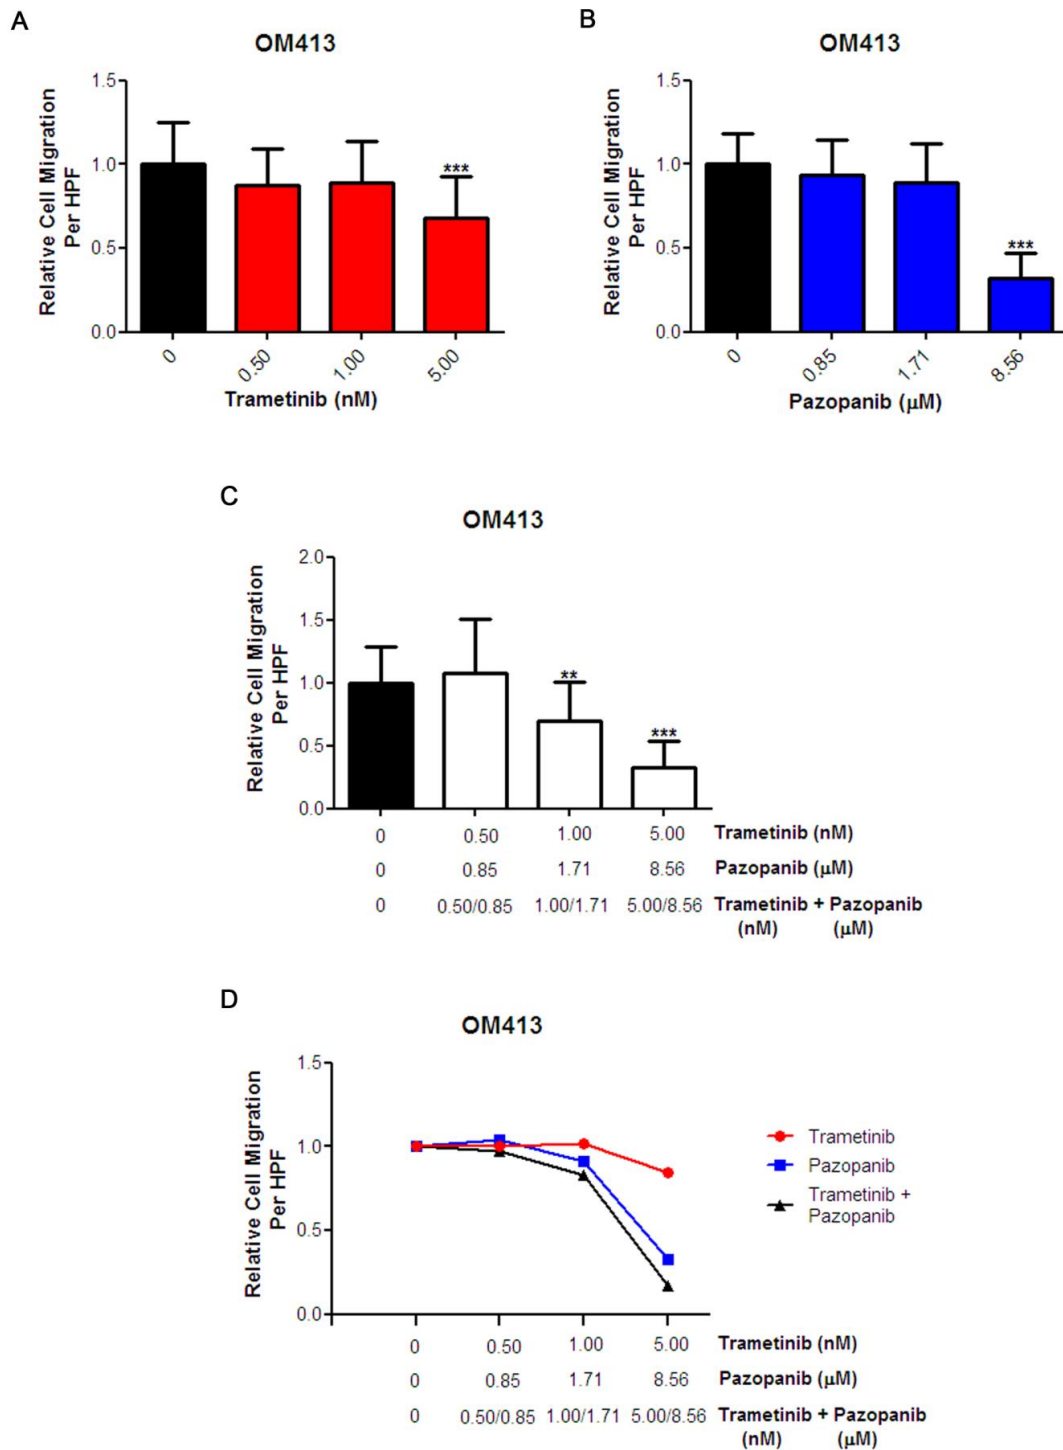 A
OM413
Relative Cell Migration
Per HPF
1.5
1.0
0.5
0.0
***
0
0.50
1.00
5.00
Trametinib (nM)
B
OM413
Relative Cell Migration
Per HPF
1.5
1.0
0.5
0.0
***
0
0.85
1.71
8.56
Pazopanib (μM)
C
OM413
Relative Cell Migration
Per HPF
2.0
1.5
1.0
0.5
0.0
**
***
0 0.50 1.00 5.00 Trametinib (nM)
0 0.85 1.71 8.56 Pazopanib (μM)
0 0.50/0.85 1.00/1.71 5.00/8.56 Trametinib + Pazopanib
(nM) (μM)
D
OM413
Relative Cell Migration
Per HPF
1.5
1.0
0.5
0.0
Trametinib
Pazopanib
Trametinib +
Pazopanib
0 0.50 1.00 5.00 Trametinib (nM)
0 0.85 1.71 8.56 Pazopanib (μM)
0 0.50/0.85 1.00/1.71 5.00/8.56 Trametinib + Pazopanib
(nM) (μM)